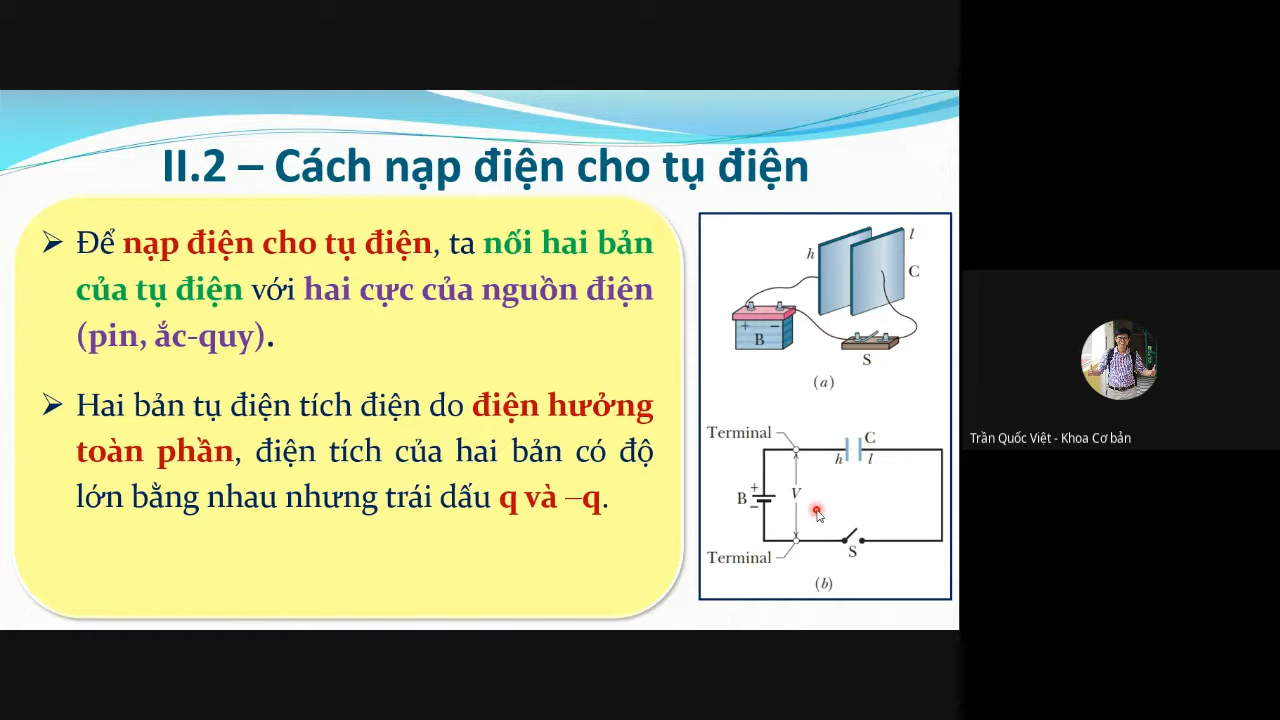 II.2 – Cách nạp điện cho tụ điện
➢ Để nạp điện cho tụ điện, ta nối hai bản
của tụ điện với hai cực của nguồn điện
(pin, ắc-quy).
➢ Hai bản tụ điện tích điện do điện hưởng
toàn phần, điện tích của hai bản có độ
lớn bằng nhau nhưng trái dấu q và –q.
l
h
C
+ –
B
S
(a)
Terminal
C
h l
+
B V
–
S
Terminal
(b)
Trần Quốc Việt - Khoa Cơ bản